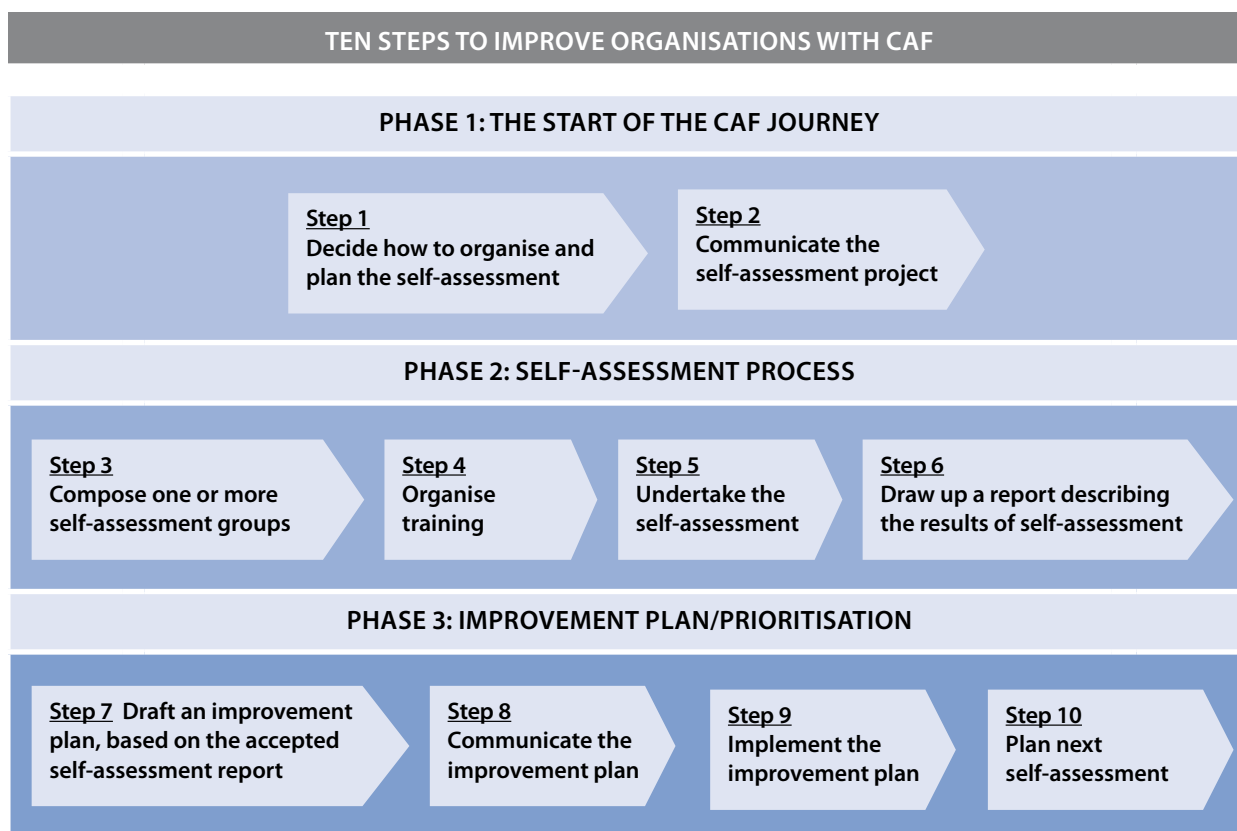 TEN STEPS TO IMPROVE ORGANISATIONS WITH CAF
PHASE 1: THE START OF THE CAF JOURNEY
Step 1
Decide how to organise and
plan the self-assessment
Step 2
Communicate the
self-assessment project
PHASE 2: SELF-ASSESSMENT PROCESS
Step 3
Compose one or more
self-assessment groups
Step 4
Organise
training
Step 5
Undertake the
self-assessment
Step 6
Draw up a report describing
the results of self-assessment
PHASE 3: IMPROVEMENT PLAN/PRIORITISATION
Step 7 Draft an improvement
plan, based on the accepted
self-assessment report
Step 8
Communicate the
improvement plan
Step 9
Implement the
improvement plan
Step 10
Plan next
self-assessment